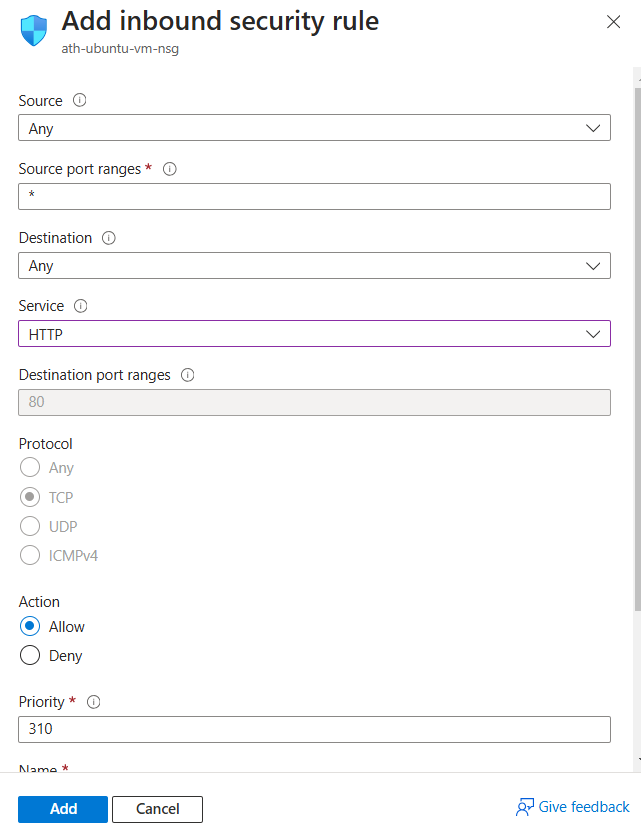 Add inbound security rule
ath-ubuntu-vm-nsg
Source
Any
Source port ranges *
*
Destination
Any
Service
HTTP
Destination port ranges
80
Protocol
Any
TCP
UDP
ICMPv4
Action
Allow
Deny
Priority *
310
Name *
Add
Cancel
Give feedback